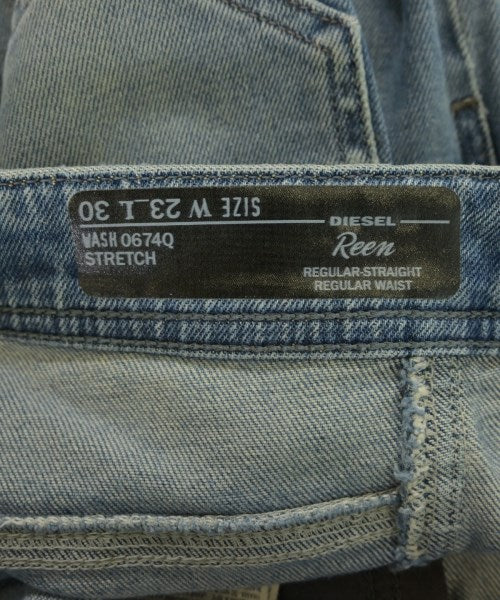 SIZE W 23 L 30
WASH 0674Q
STRETCH
DIESEL
Reen
REGULAR-STRAIGHT
REGULAR WAIST